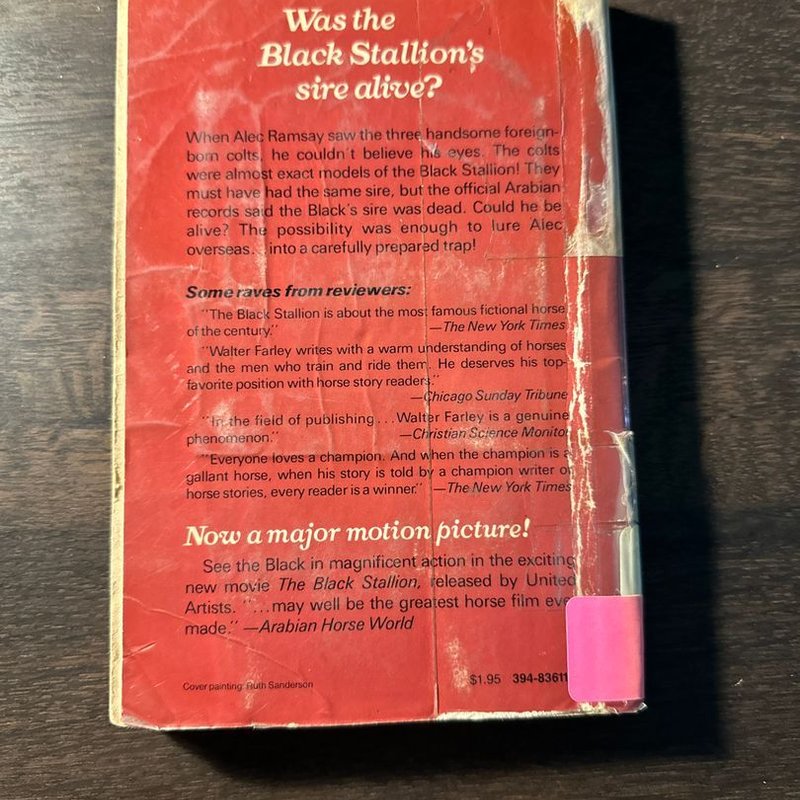 Was the
Black Stallion's
sire alive?
When Alec Ramsay saw the three handsome foreign-
born colts, he couldn't believe his eyes. The colts
were almost exact models of the Black Stallion! They
must have had the same sire, but the official Arabian
records said the Black's sire was dead. Could he be
alive? The possibility was enough to lure Alec
overseas...into a carefully prepared trap!
Some raves from reviewers:
"The Black Stallion is about the most famous fictional horse
of the century." —The New York Times
"Walter Farley writes with a warm understanding of horses
and the men who train and ride them. He deserves his top-
favorite position with horse story readers."
—Chicago Sunday Tribune
"In the field of publishing...Walter Farley is a genuine
phenomenon." —Christian Science Monitor
"Everyone loves a champion. And when the champion is a
gallant horse, when his story is told by a champion writer of
horse stories, every reader is a winner." —The New York Times
Now a major motion picture!
See the Black in magnificent action in the exciting
new movie The Black Stallion, released by United
Artists. "...may well be the greatest horse film ever
made." —Arabian Horse World
Cover painting: Ruth Sanderson
$1.95 394-83611